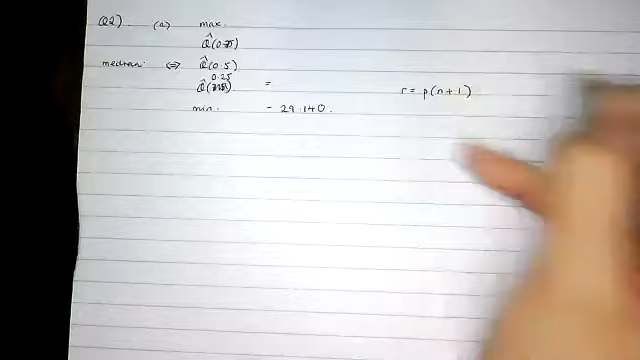 Q2) (a) max.
Q̂(0.75)
median. ⇔ Q̂(0.5)
Q̂(0.25) =
min. = 29.140.
r = p(n+1)